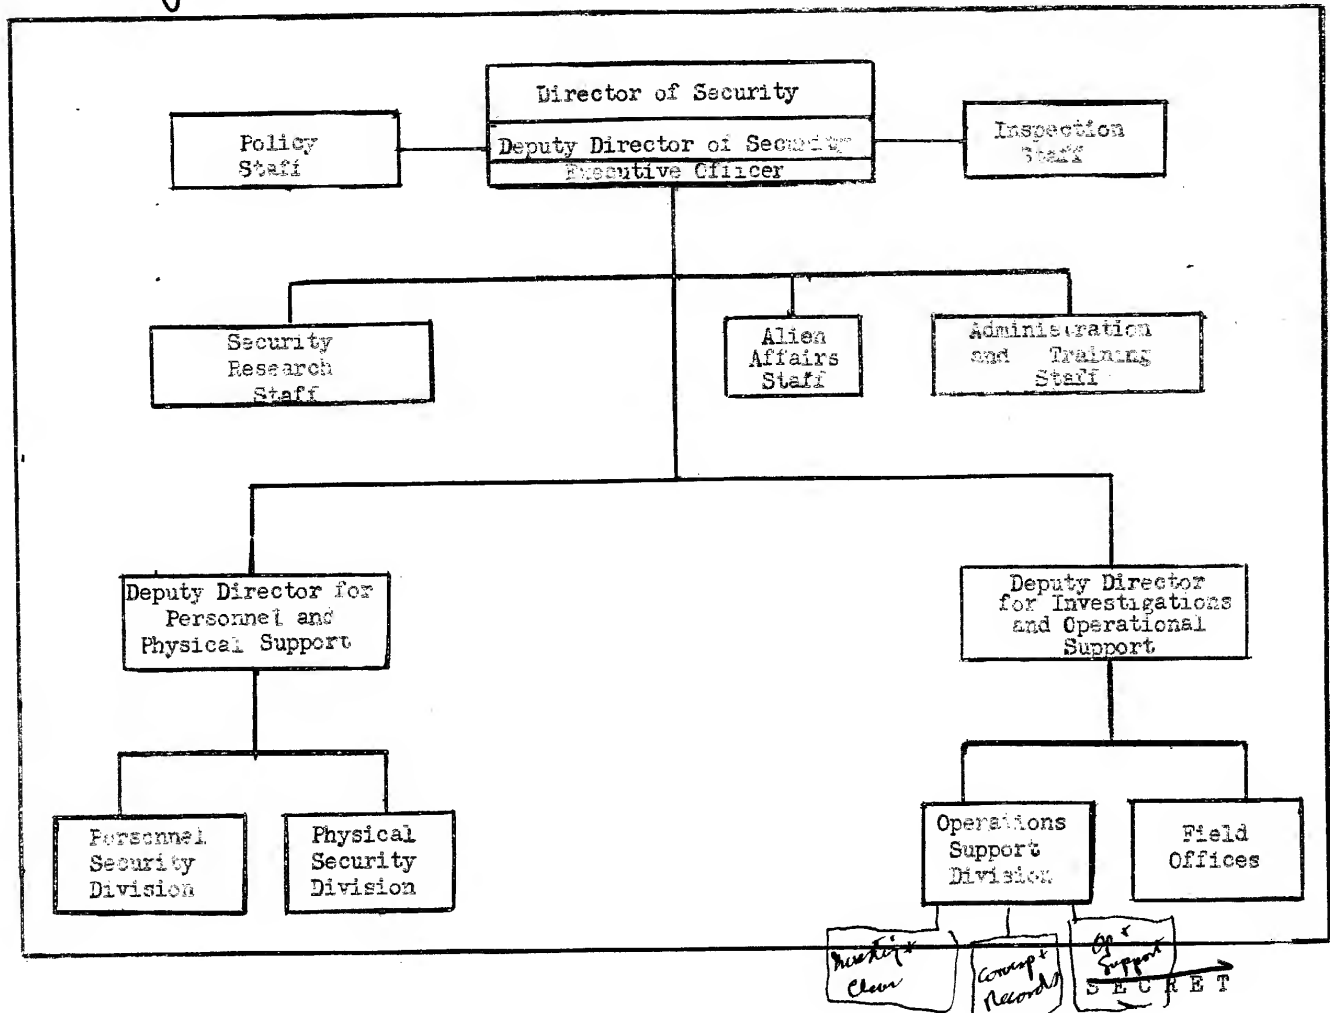 Director of Security
Deputy Director of Security
Executive Officer
Policy
Staff
Inspection
Staff
Security
Research
Staff
Alien
Affairs
Staff
Administration
and Training
Staff
Deputy Director for
Personnel and
Physical Support
Deputy Director
for Investigations
and Operational
Support
Personnel
Security
Division
Physical
Security
Division
Operations
Support
Division
Field
Offices
Records
Support
SECRET